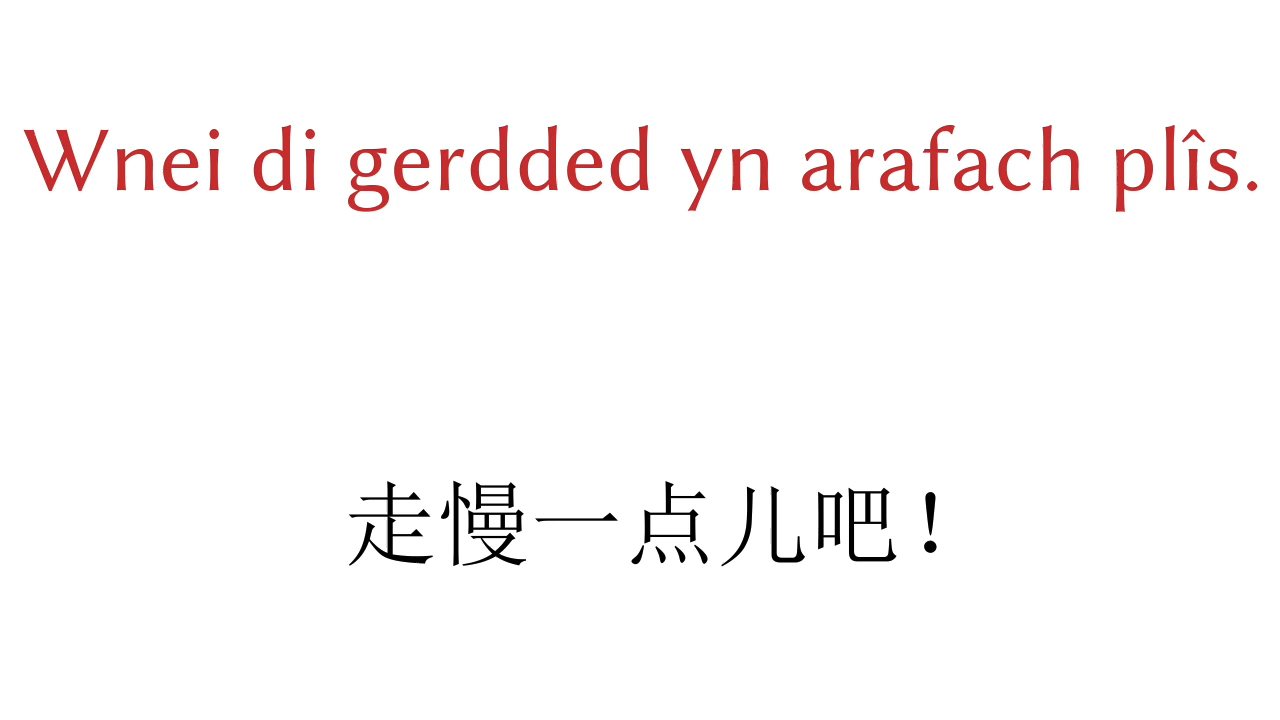 Wnei di gerdded yn arafach plîs.
走慢一点儿吧！